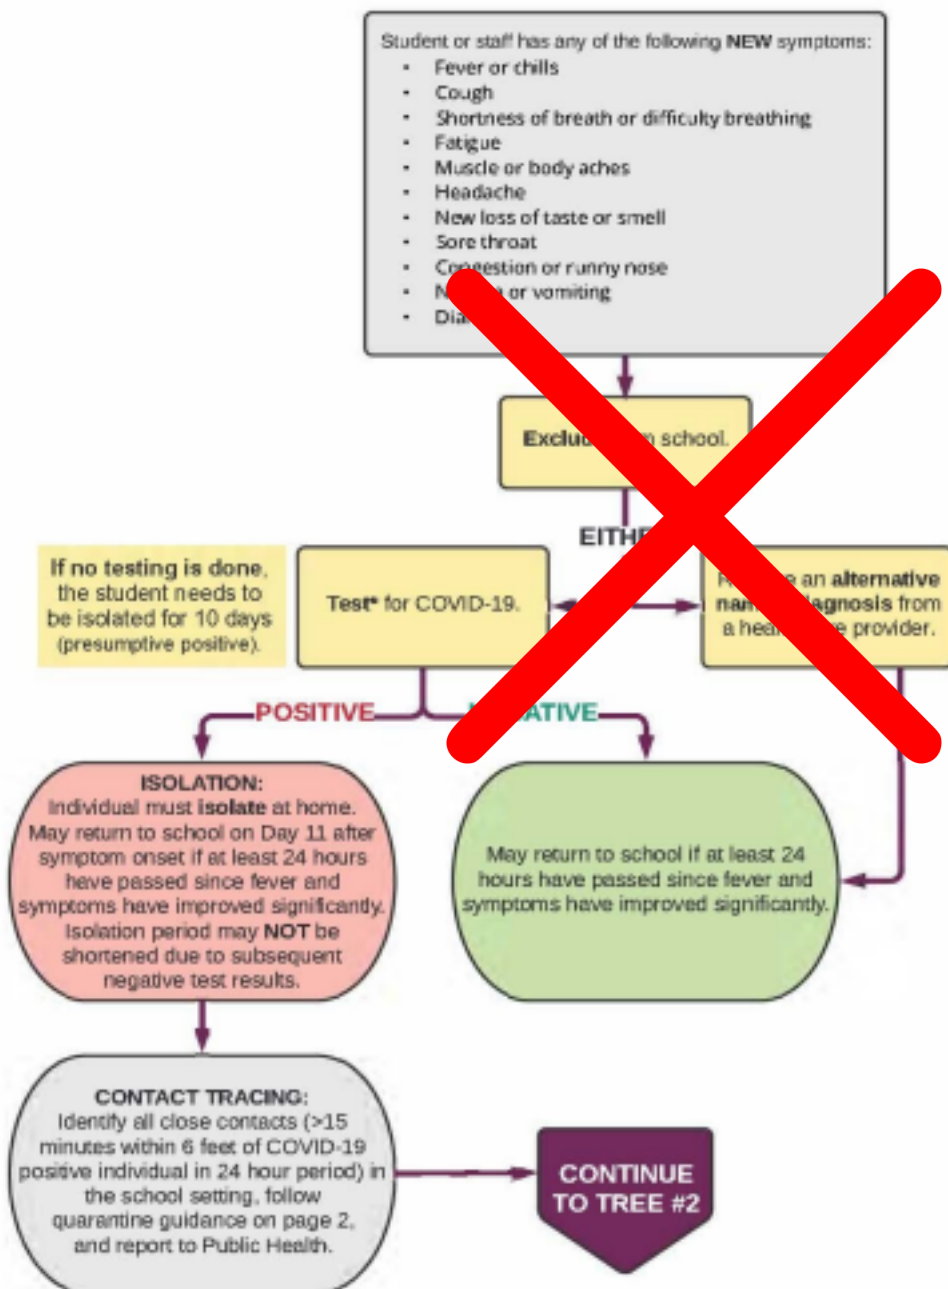 Student or staff has any of the following NEW symptoms:
• Fever or chills
• Cough
• Shortness of breath or difficulty breathing
• Fatigue
• Muscle or body aches
• Headache
• New loss of taste or smell
• Sore throat
• Congestion or runny nose
• or vomiting
•
school.
If no testing is done,
the student needs to
be isolated for 10 days
(presumptive positive).
Test* for COVID-19.
an alternative
from
a provider.
POSITIVE
ISOLATION:
Individual must isolate at home.
May return to school on Day 11 after
symptom onset if at least 24 hours
have passed since fever and
symptoms have improved significantly.
Isolation period may NOT be
shortened due to subsequent
negative test results.
May return to school if at least 24
hours have passed since fever and
symptoms have improved significantly.
CONTACT TRACING:
Identify all close contacts (>15
minutes within 6 feet of COVID-19
positive individual in 24 hour period) in
the school setting, follow
quarantine guidance on page 2,
and report to Public Health.
CONTINUE
TO TREE #2